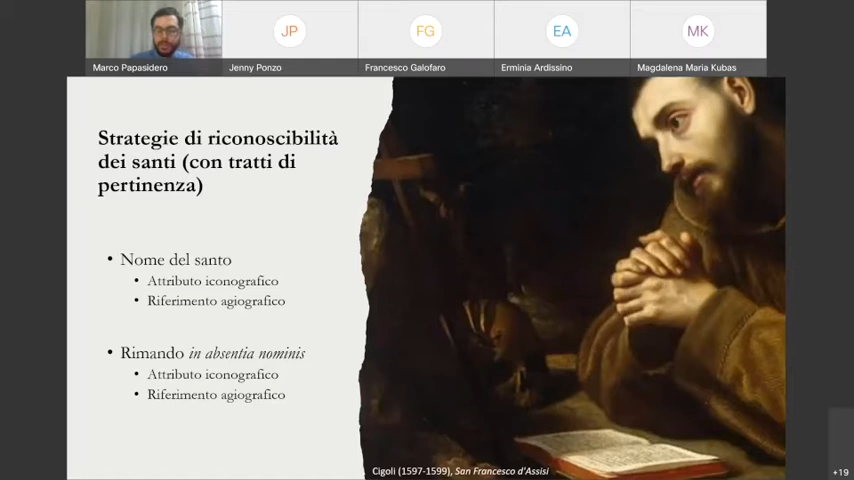 JP
FG
EA
MK
Marco Papasidero
Jenny Ponzo
Francesco Galofaro
Erminia Ardissino
Magdalena Maria Kubas
Strategie di riconoscibilità
dei santi (con tratti di
pertinenza)
• Nome del santo
• Attributo iconografico
• Riferimento agiografico
• Rimando in absentia nominis
• Attributo iconografico
• Riferimento agiografico
Cigoli (1597-1599), San Francesco d'Assisi
+19